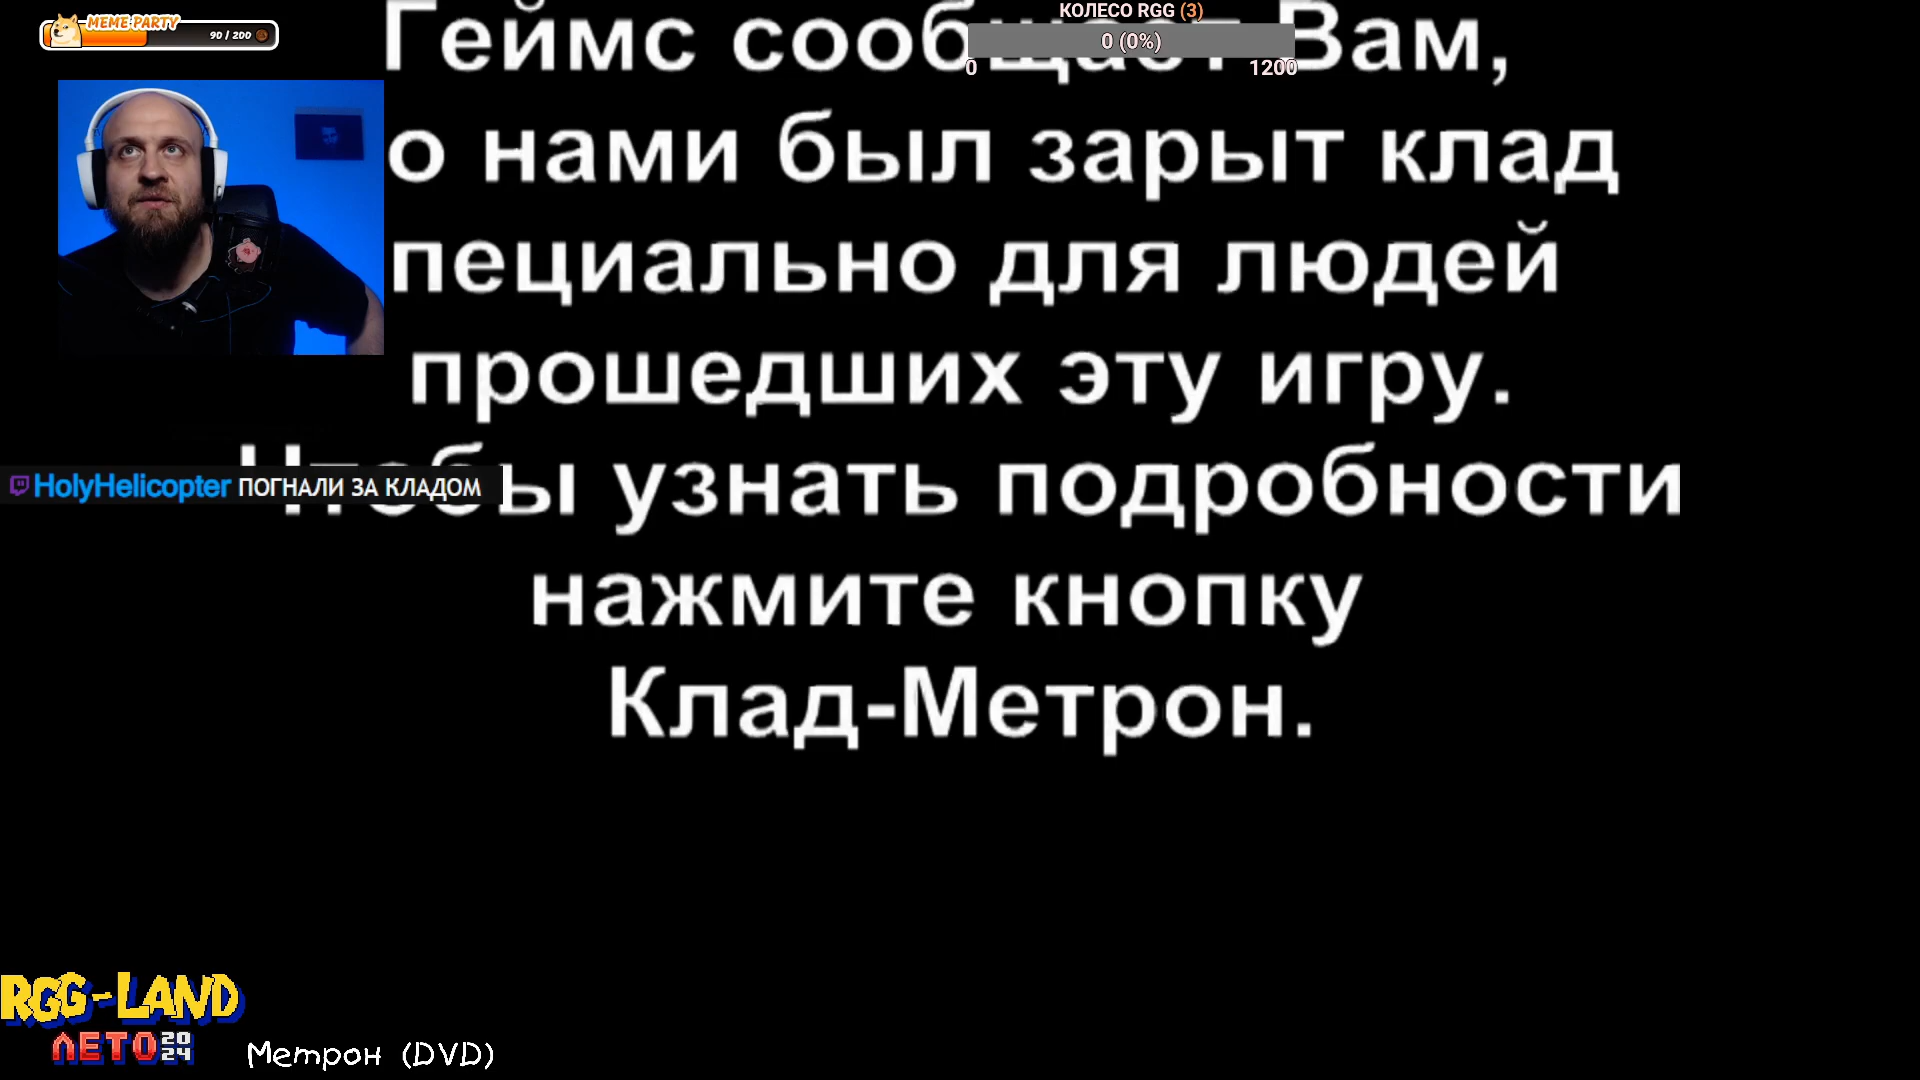 MEME PARTY
90 / 200
КОЛЕСО RGG (3)
0 (0%)
0 1200
Геймс сообщает Вам,
о нами был зарыт клад
пециально для людей
прошедших эту игру.
Чтобы узнать подробности
нажмите кнопку
Клад-Метрон.
HolyHelicopter ПОГНАЛИ ЗА КЛАДОМ
RGG-LAND
ЛЕТО 2024
Метрон (DVD)